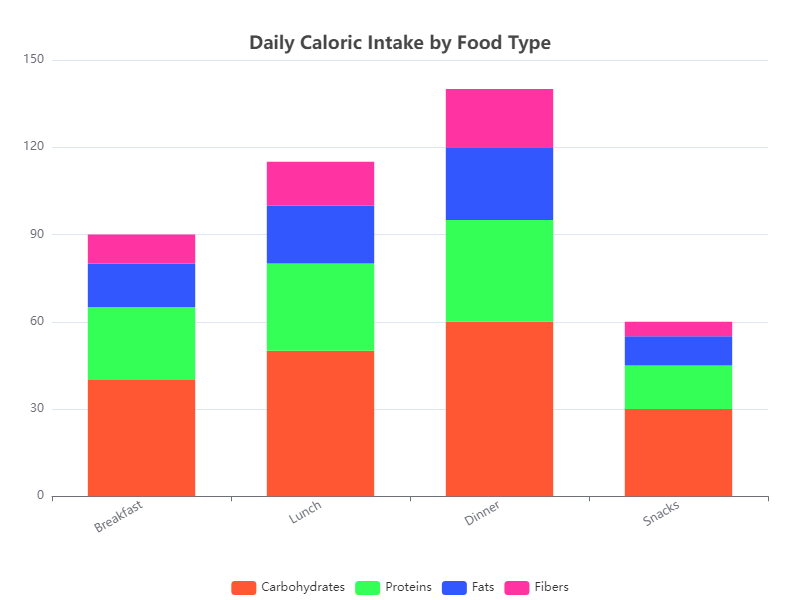 Daily Caloric Intake by Food Type
150
120
90
60
30
0
Breakfast
Lunch
Dinner
Snacks
Carbohydrates Proteins Fats Fibers